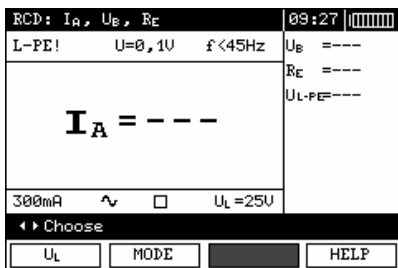 RCD: IA, UB, RE 09:27
L-PE! U=0,1V f<45Hz
UB =---
RE =---
UL-PE=---
IA = - - -
300mA UL=25V
Choose
UL MODE HELP